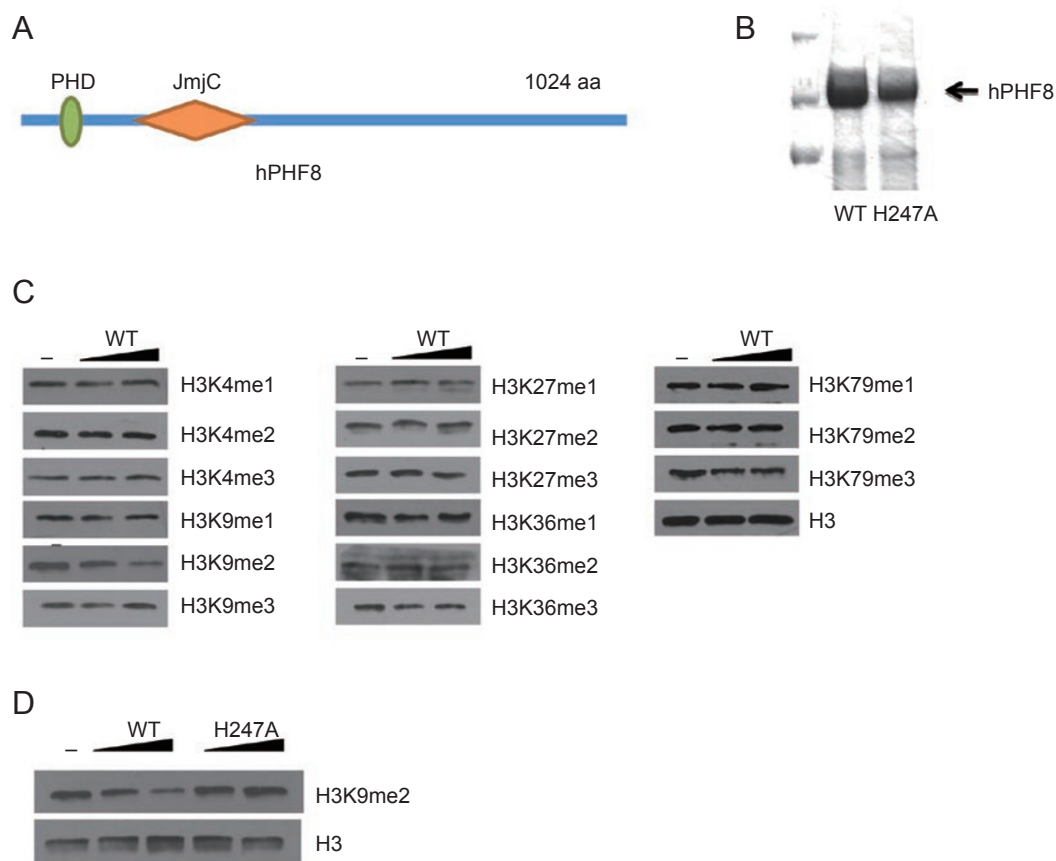 A
PHD
JmjC
1024 aa
hPHF8
B
hPHF8
WT H247A
C
– WT
H3K4me1
H3K4me2
H3K4me3
H3K9me1
H3K9me2
H3K9me3
– WT
H3K27me1
H3K27me2
H3K27me3
H3K36me1
H3K36me2
H3K36me3
– WT
H3K79me1
H3K79me2
H3K79me3
H3
D
– WT H247A
H3K9me2
H3